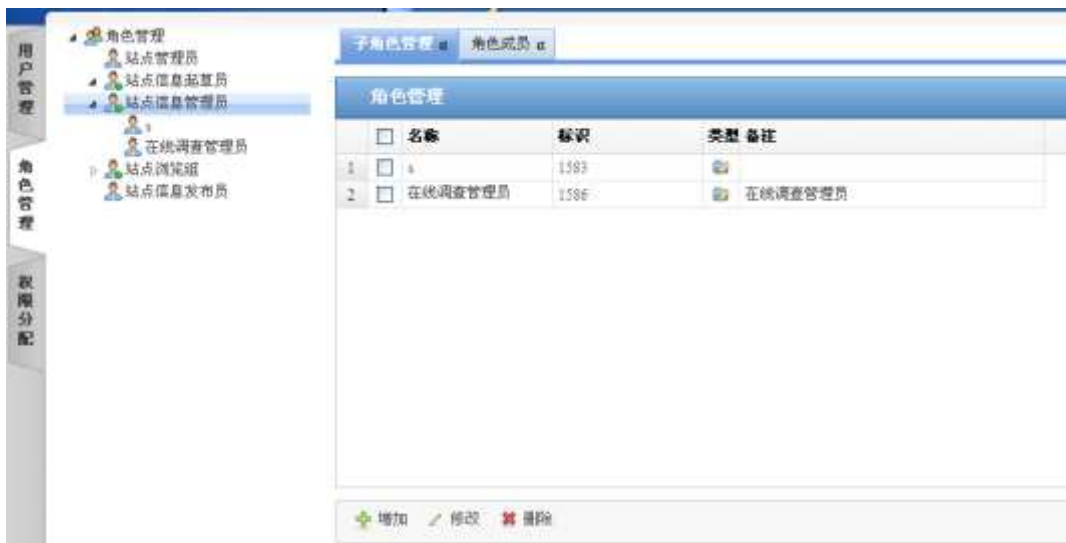 用户管理
角色管理
权限分配
角色管理
站点管理员
站点信息起草员
站点信息管理员
s
在线调查管理员
站点浏览组
站点信息发布员
子角色管理 角色成员
角色管理
名称 标识 类型 备注
1 s 1583
2 在线调查管理员 1586 在线调查管理员
增加 修改 删除